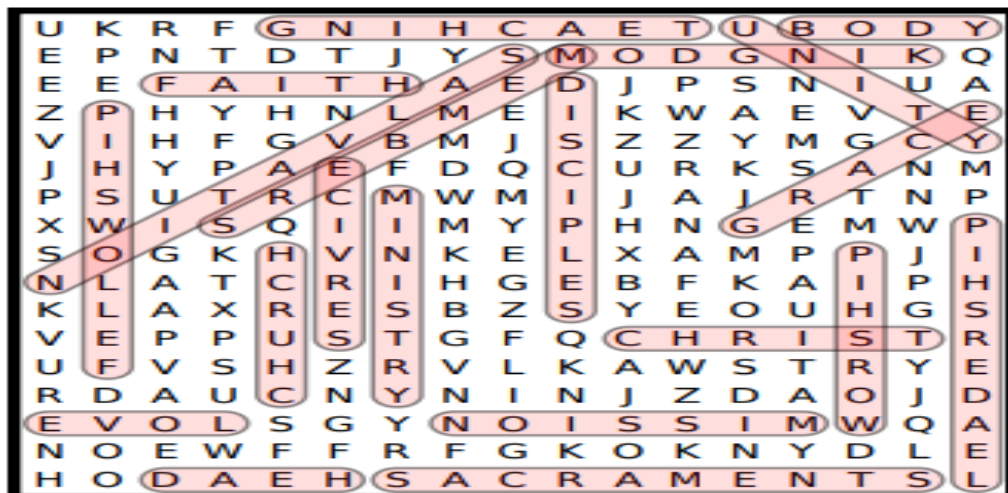 U K R F G N I H C A E T U B O D Y
E P N T D T J Y S M O D G N I K Q
E E F A I T H A E D J P S N I U A
Z P H Y H N L M E I K W A E V T E
V I H F G V B M J S Z Z Y M G C Y
J H Y P A E F D Q C U R K S A N M
P S U T R C M W M I J A J R T N P
X W I S Q I I M Y P H N G E M W P
S O G K H V N K E L X A M P P J I
N L A T C R I H G E B F K A I P H
K L A X R E S B Z S Y E O U H G S
V E P P U S T G F Q C H R I S T R
U F V S H Z R V L K A W S T R Y E
R D A U C N Y N I N J Z D A O J D
E V O L S G Y N O I S S I M W Q A
N O E W F F R F G K O K N Y D L E
H O D A E H S A C R A M E N T S L